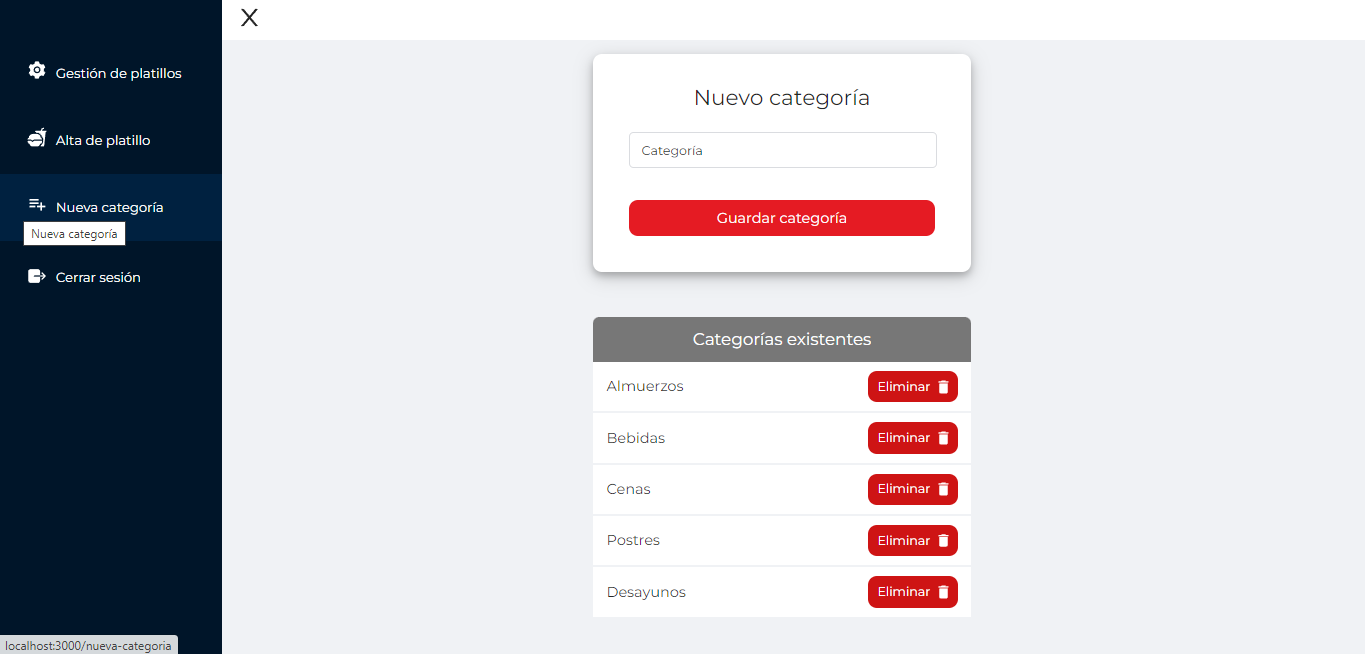 X
Gestión de platillos
Alta de platillo
Nueva categoría
Nueva categoría
Cerrar sesión
Nuevo categoría
Categoría
Guardar categoría
Categorías existentes
Almuerzos
Eliminar
Bebidas
Eliminar
Cenas
Eliminar
Postres
Eliminar
Desayunos
Eliminar
localhost:3000/nueva-categoria